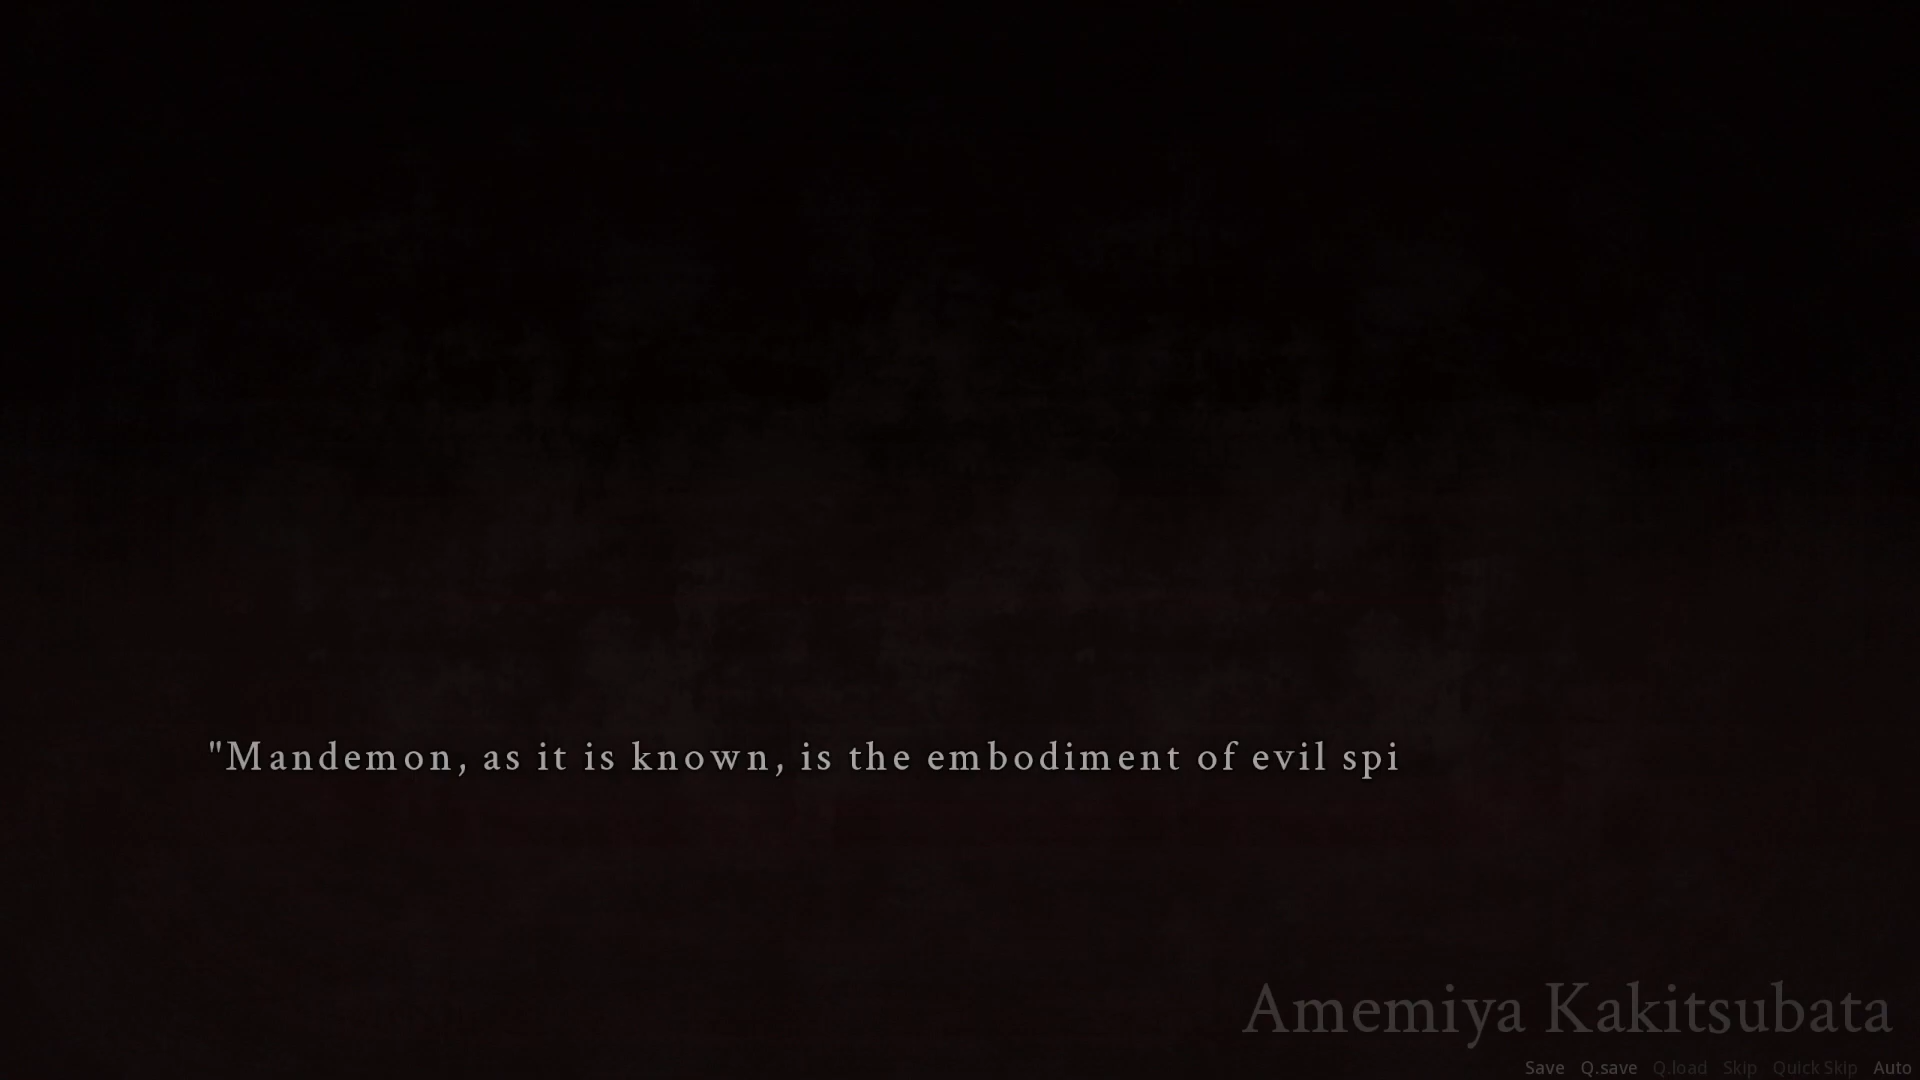 "Mandemon, as it is known, is the embodiment of evil spi
Amemiya Kakitsubata
Save Q.save Q.load Skip Quick Skip Auto